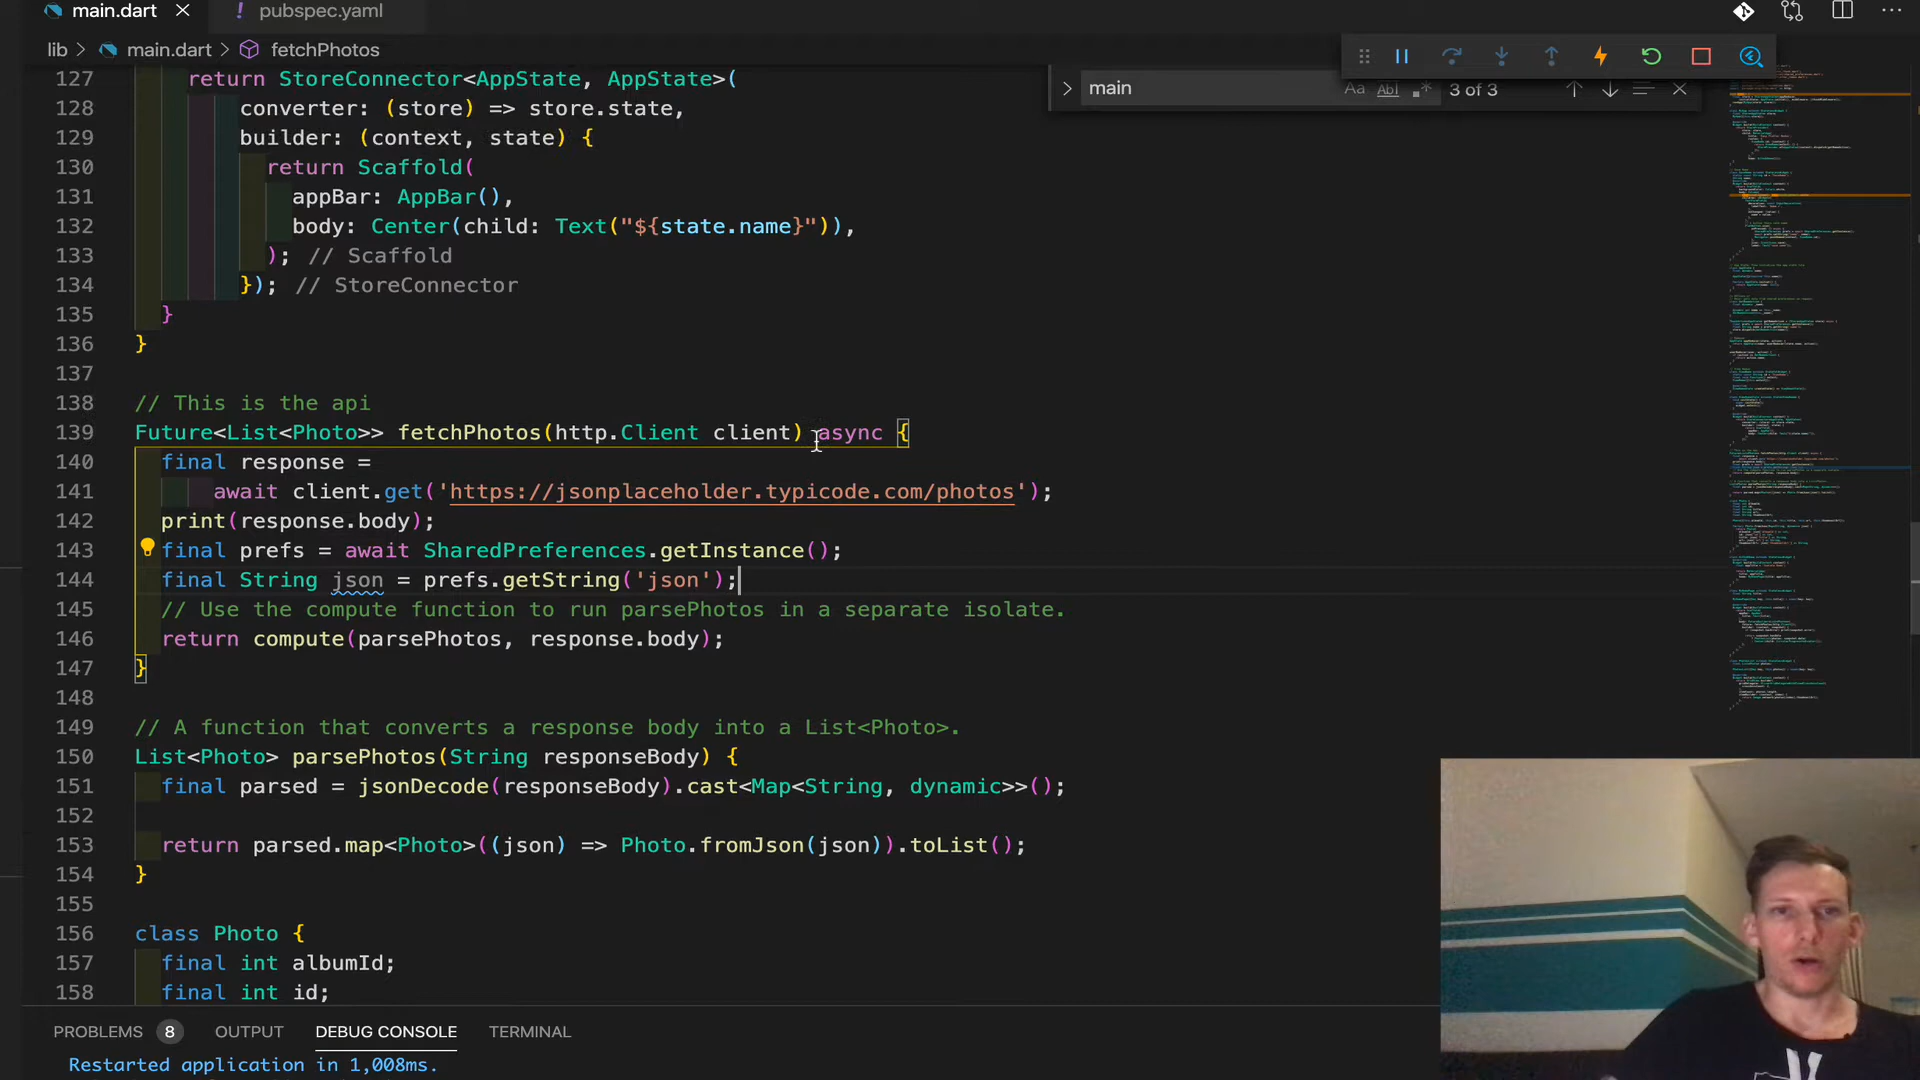 main.dart
pubspec.yaml
lib > main.dart > fetchPhotos
main
Aa Abl .* 3 of 3
127 return StoreConnector<AppState, AppState>(
128 converter: (store) => store.state,
129 builder: (context, state) {
130 return Scaffold(
131 appBar: AppBar(),
132 body: Center(child: Text("${state.name}")),
133 ); // Scaffold
134 }); // StoreConnector
135 }
136 }
137
138 // This is the api
139 Future<List<Photo>> fetchPhotos(http.Client client) async {
140 final response =
141 await client.get('https://jsonplaceholder.typicode.com/photos');
142 print(response.body);
143 final prefs = await SharedPreferences.getInstance();
144 final String json = prefs.getString('json');
145 // Use the compute function to run parsePhotos in a separate isolate.
146 return compute(parsePhotos, response.body);
147 }
148
149 // A function that converts a response body into a List<Photo>.
150 List<Photo> parsePhotos(String responseBody) {
151 final parsed = jsonDecode(responseBody).cast<Map<String, dynamic>>();
152
153 return parsed.map<Photo>((json) => Photo.fromJson(json)).toList();
154 }
155
156 class Photo {
157 final int albumId;
158 final int id;
PROBLEMS 8 OUTPUT DEBUG CONSOLE TERMINAL
Restarted application in 1,008ms.